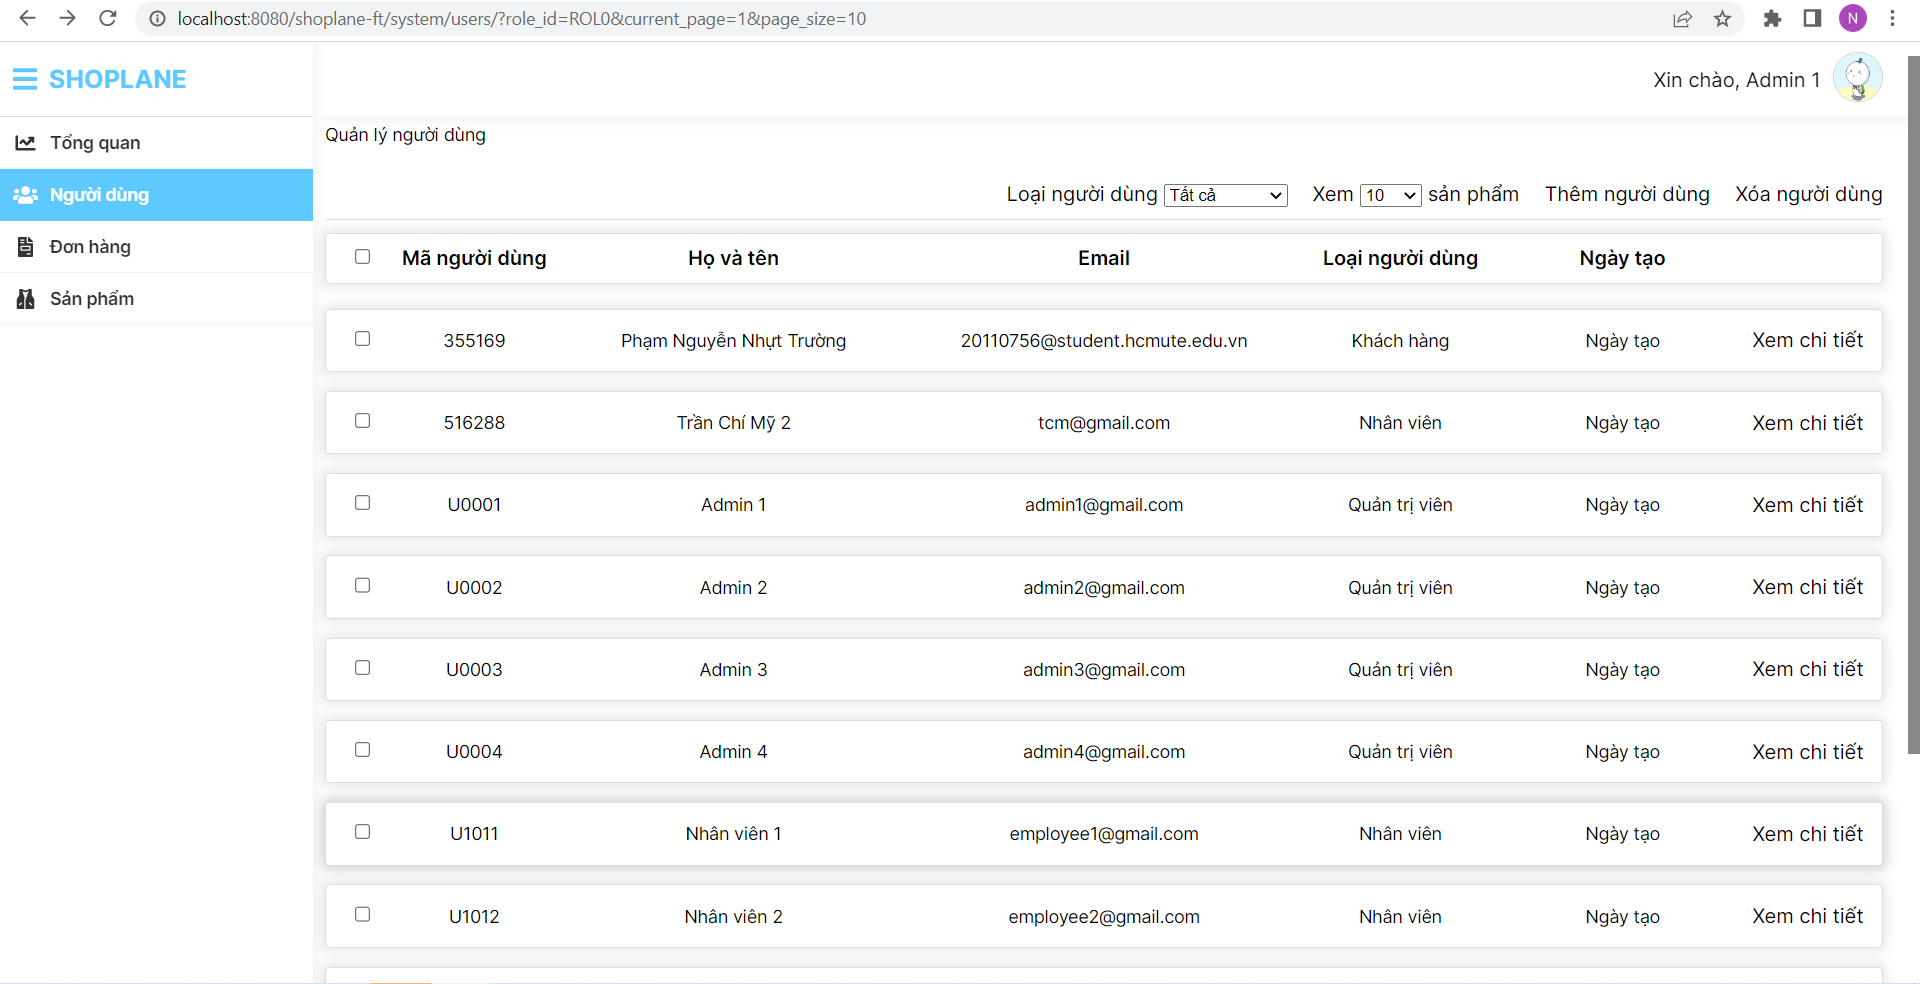 localhost:8080/shoplane-ft/system/users/?role_id=ROL0&current_page=1&page_size=10
N
SHOPLANE
Xin chào, Admin 1
Tổng quan
Người dùng
Đơn hàng
Sản phẩm
Quản lý người dùng
Loại người dùng Tất cả Xem 10 sản phẩm Thêm người dùng Xóa người dùng
Mã người dùng Họ và tên Email Loại người dùng Ngày tạo
355169 Phạm Nguyễn Nhựt Trường 20110756@student.hcmute.edu.vn Khách hàng Ngày tạo Xem chi tiết
516288 Trần Chí Mỹ 2 tcm@gmail.com Nhân viên Ngày tạo Xem chi tiết
U0001 Admin 1 admin1@gmail.com Quản trị viên Ngày tạo Xem chi tiết
U0002 Admin 2 admin2@gmail.com Quản trị viên Ngày tạo Xem chi tiết
U0003 Admin 3 admin3@gmail.com Quản trị viên Ngày tạo Xem chi tiết
U0004 Admin 4 admin4@gmail.com Quản trị viên Ngày tạo Xem chi tiết
U1011 Nhân viên 1 employee1@gmail.com Nhân viên Ngày tạo Xem chi tiết
U1012 Nhân viên 2 employee2@gmail.com Nhân viên Ngày tạo Xem chi tiết